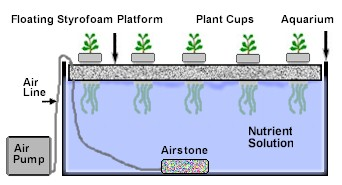 Floating Styrofoam Platform
Plant Cups
Aquarium
Air
Line
Air
Pump
Airstone
Nutrient
Solution